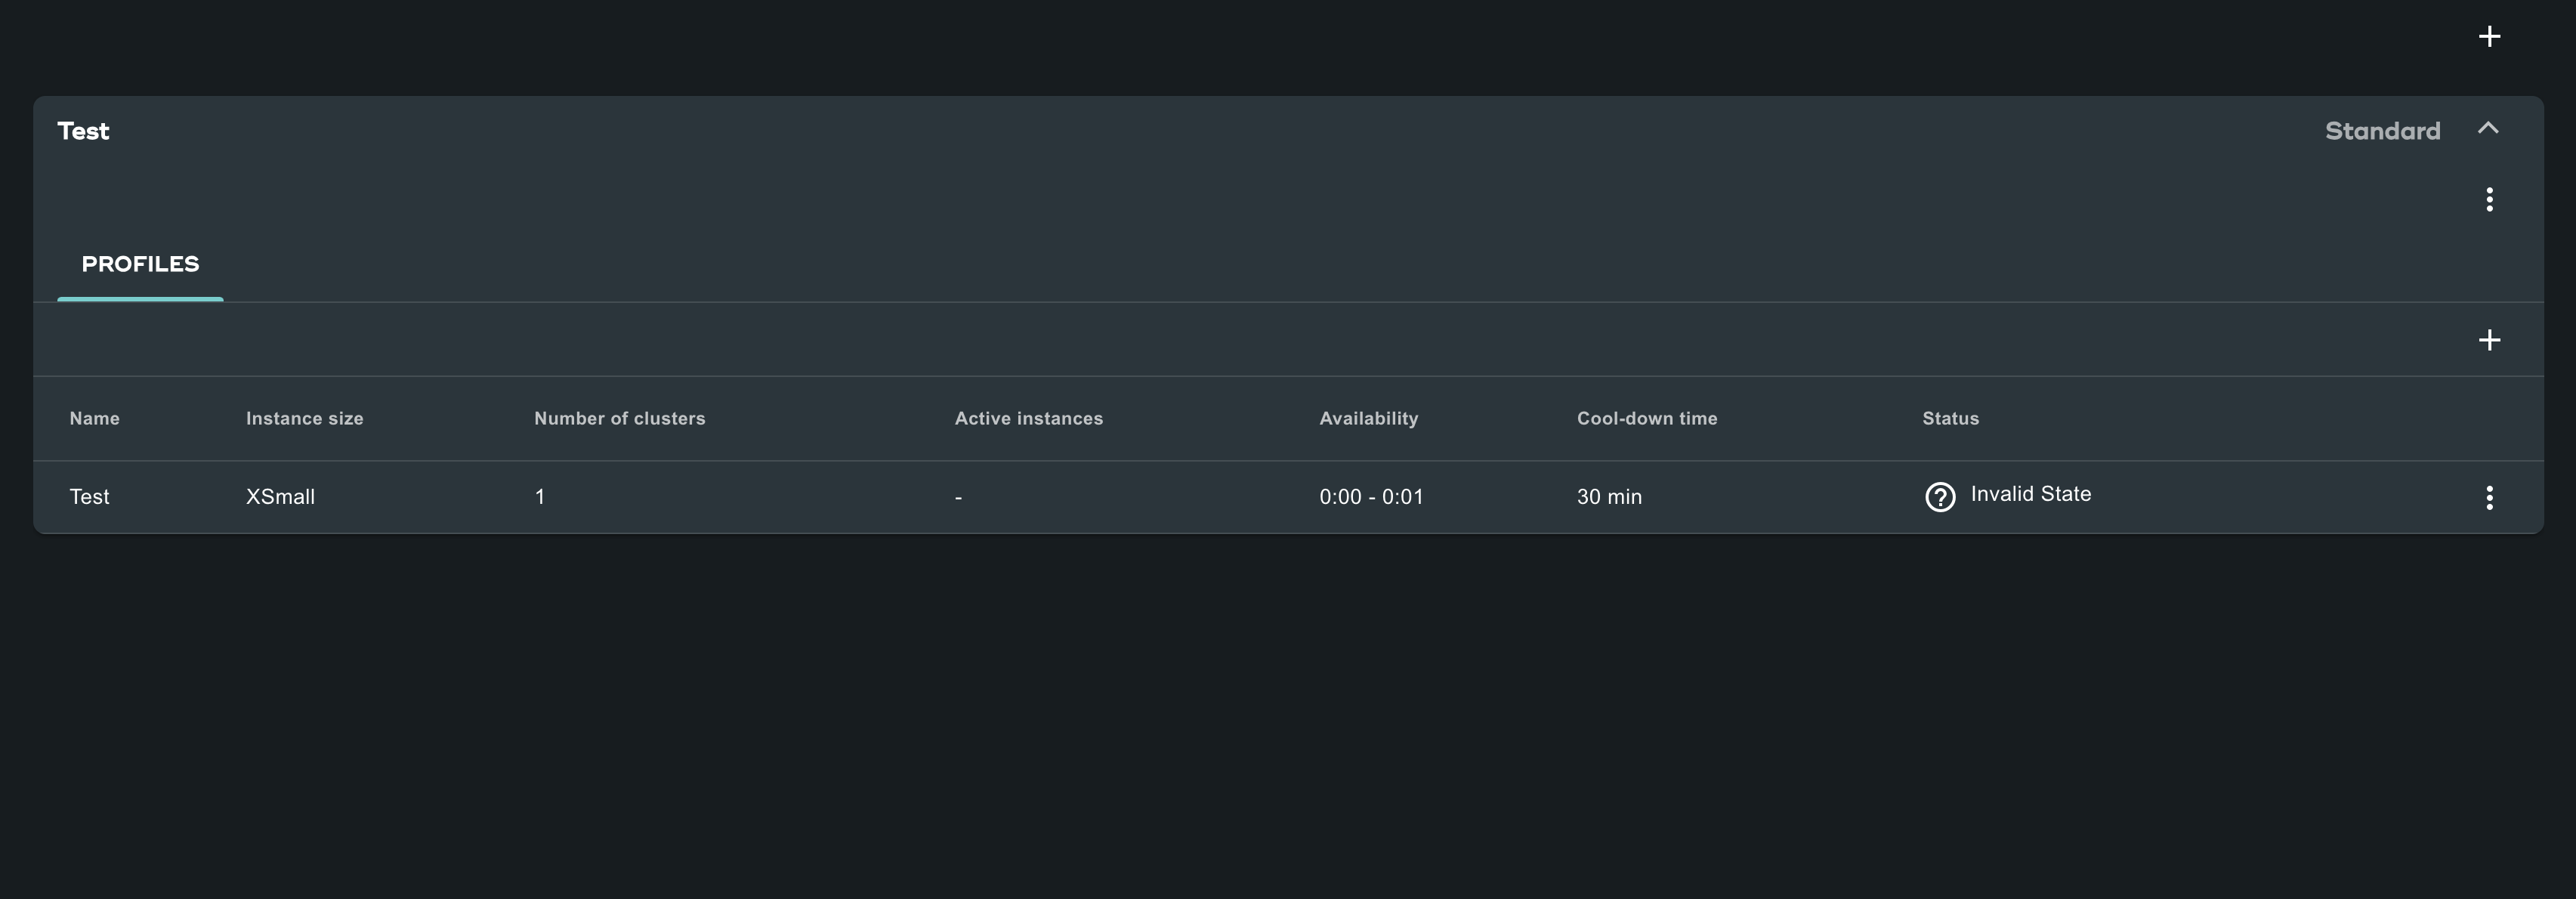 Test
Standard
PROFILES
Name Instance size Number of clusters Active instances Availability Cool-down time Status
Test XSmall 1 - 0:00 - 0:01 30 min Invalid State